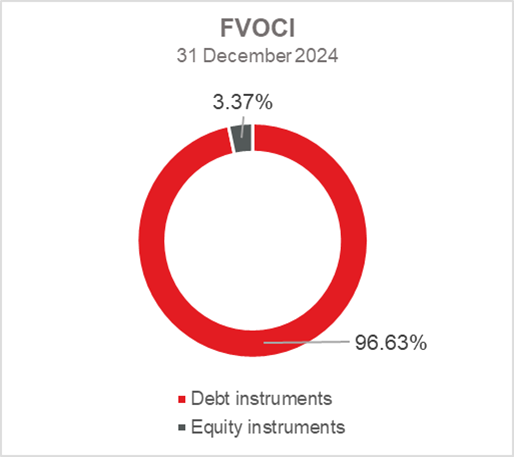 FVOCI
31 December 2024
3.37%
96.63%
Debt instruments
Equity instruments